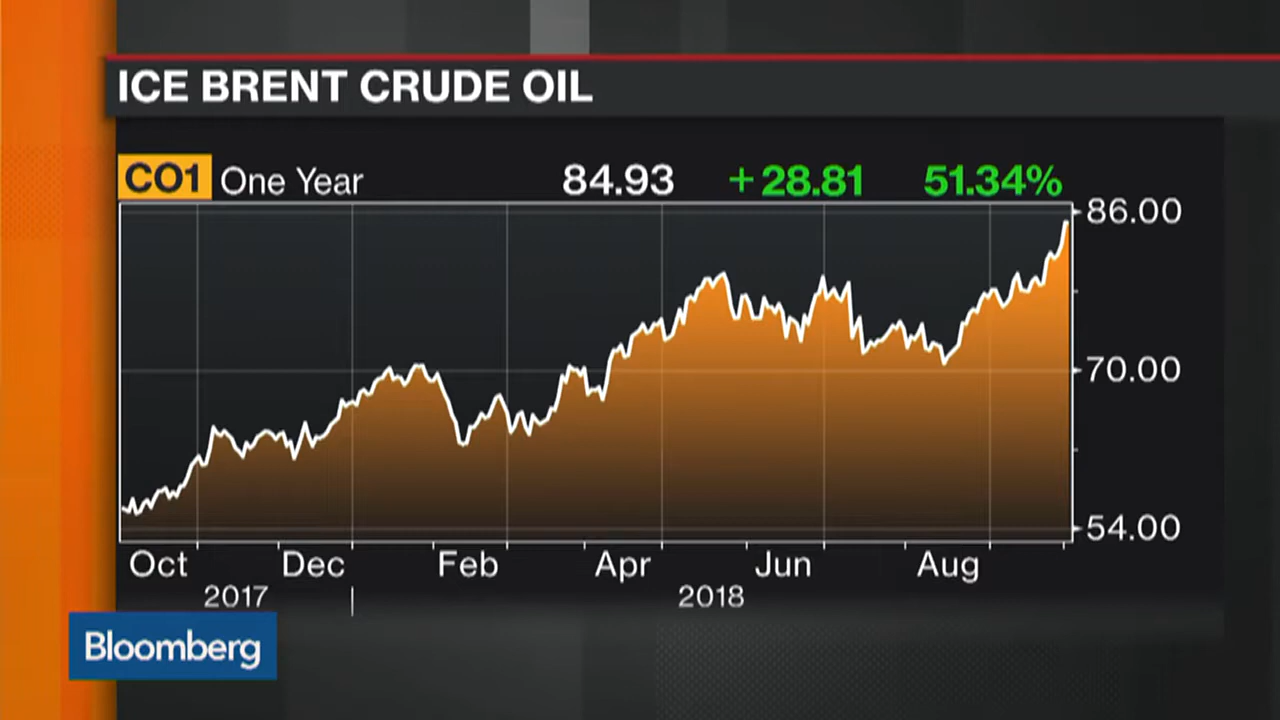 ICE BRENT CRUDE OIL
CO1 One Year 84.93 +28.81 51.34%
86.00
70.00
54.00
Oct Dec Feb Apr Jun Aug
2017 | 2018
Bloomberg